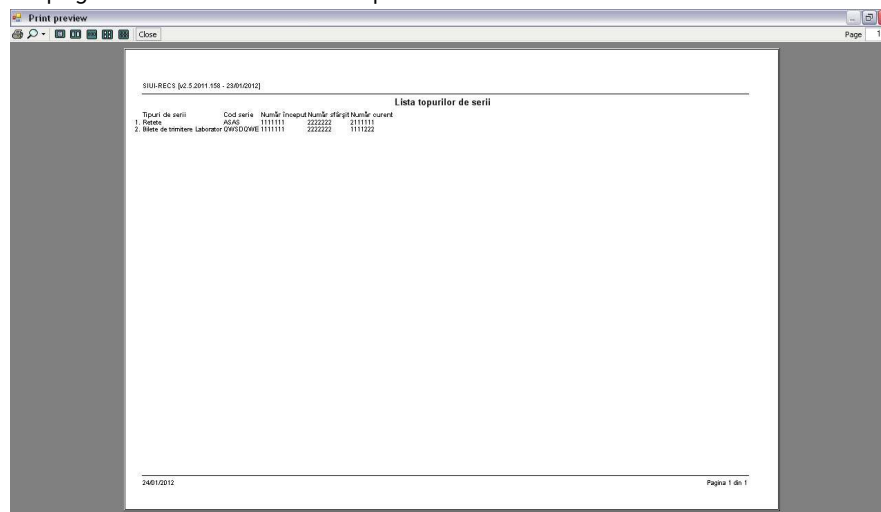 Print preview
Close
Page 1
SIUI-RECS [v2.5.2011.158 - 23/01/2012]
Lista topurilor de serii
Tipuri de serii Cod serie Număr început Număr sfârșit Număr curent
1. Retete ASAS 1111111 2222222 2111111
2. Bilete de trimitere Laborator QWSDQWE 1111111 2222222 1111222
24/01/2012 Pagina 1 din 1